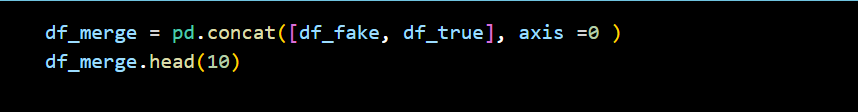 df_merge = pd.concat([df_fake, df_true], axis =0 )
df_merge.head(10)